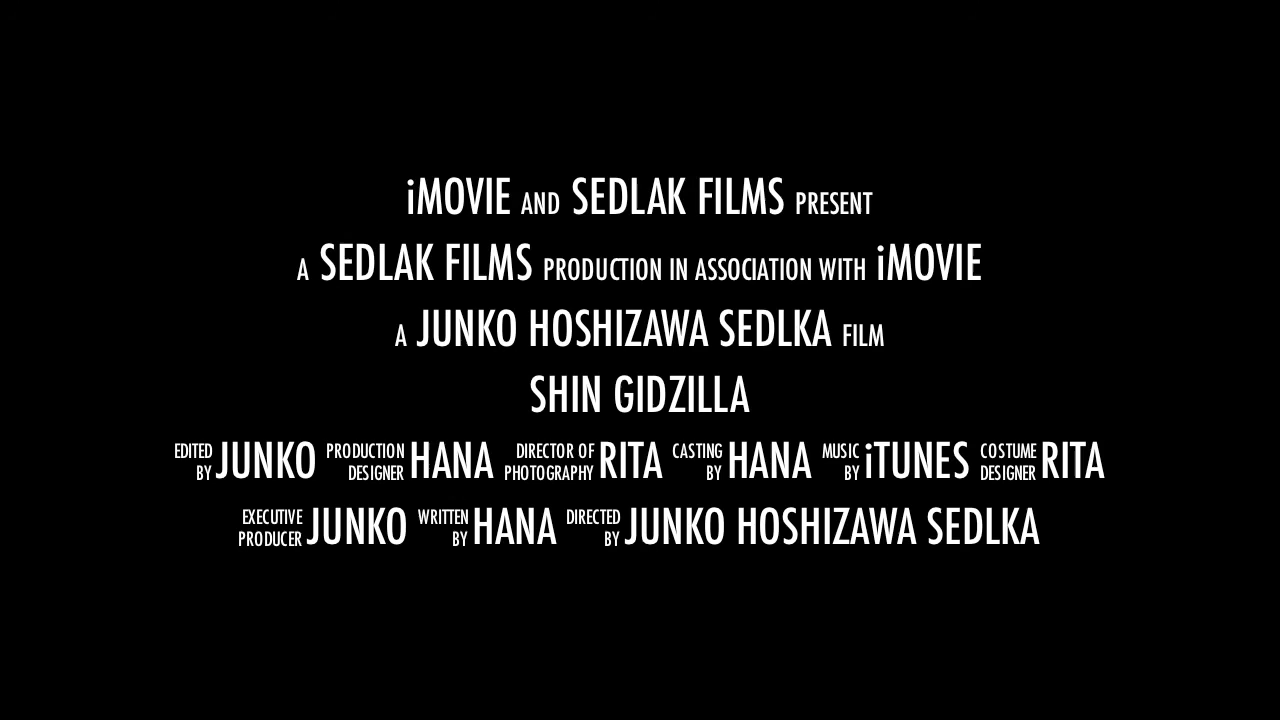 iMOVIE AND SEDLAK FILMS PRESENT
A SEDLAK FILMS PRODUCTION IN ASSOCIATION WITH iMOVIE
A JUNKO HOSHIZAWA SEDLKA FILM
SHIN GIDZILLA
EDITED BY JUNKO PRODUCTION DESIGNER HANA DIRECTOR OF PHOTOGRAPHY RITA CASTING BY HANA MUSIC BY iTUNES COSTUME DESIGNER RITA
EXECUTIVE PRODUCER JUNKO WRITTEN BY HANA DIRECTED BY JUNKO HOSHIZAWA SEDLKA